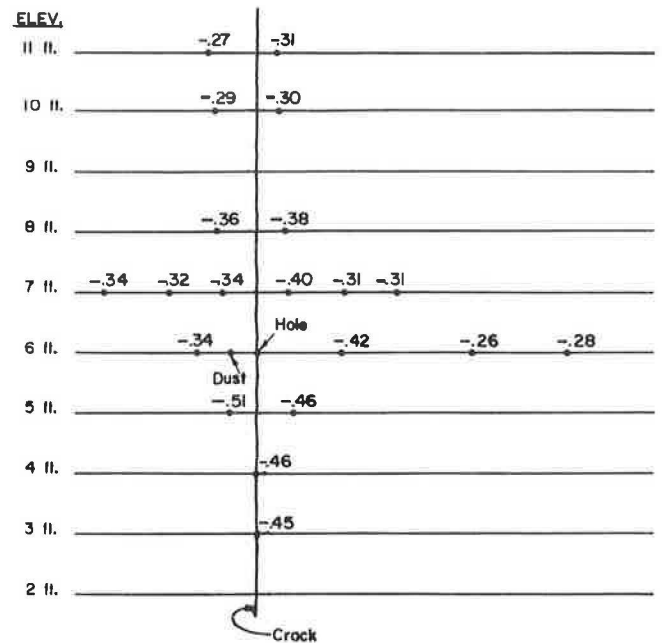 ELEV.
11 ft. -.27 -.31
10 ft. -.29 -.30
9 ft.
8 ft. -.36 -.38
7 ft. -.34 -.32 -.34 -.40 -.31 -.31
Hole
6 ft. -.34 -.42 -.26 -.28
Dust
5 ft. -.51 -.46
4 ft. -.46
3 ft. -.45
2 ft.
Crack